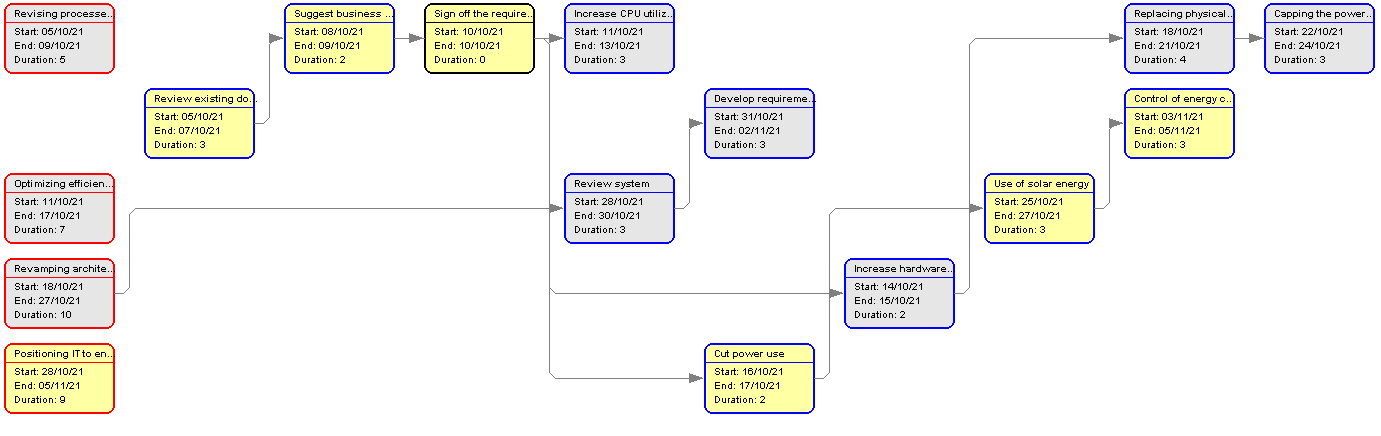 Revising processe...
Start: 05/10/21
End: 09/10/21
Duration: 5
Suggest business ...
Start: 08/10/21
End: 09/10/21
Duration: 2
Sign off the require...
Start: 10/10/21
End: 10/10/21
Duration: 0
Increase CPU utiliz...
Start: 11/10/21
End: 13/10/21
Duration: 3
Replacing physical...
Start: 18/10/21
End: 21/10/21
Duration: 4
Capping the power...
Start: 22/10/21
End: 24/10/21
Duration: 3
Review existing do...
Start: 05/10/21
End: 07/10/21
Duration: 3
Develop requireme...
Start: 31/10/21
End: 02/11/21
Duration: 3
Control of energy c...
Start: 03/11/21
End: 05/11/21
Duration: 3
Optimizing efficien...
Start: 11/10/21
End: 17/10/21
Duration: 7
Review system
Start: 28/10/21
End: 30/10/21
Duration: 3
Use of solar energy
Start: 25/10/21
End: 27/10/21
Duration: 3
Revamping archite...
Start: 18/10/21
End: 27/10/21
Duration: 10
Increase hardware...
Start: 14/10/21
End: 15/10/21
Duration: 2
Positioning IT to en...
Start: 28/10/21
End: 05/11/21
Duration: 9
Cut power use
Start: 16/10/21
End: 17/10/21
Duration: 2